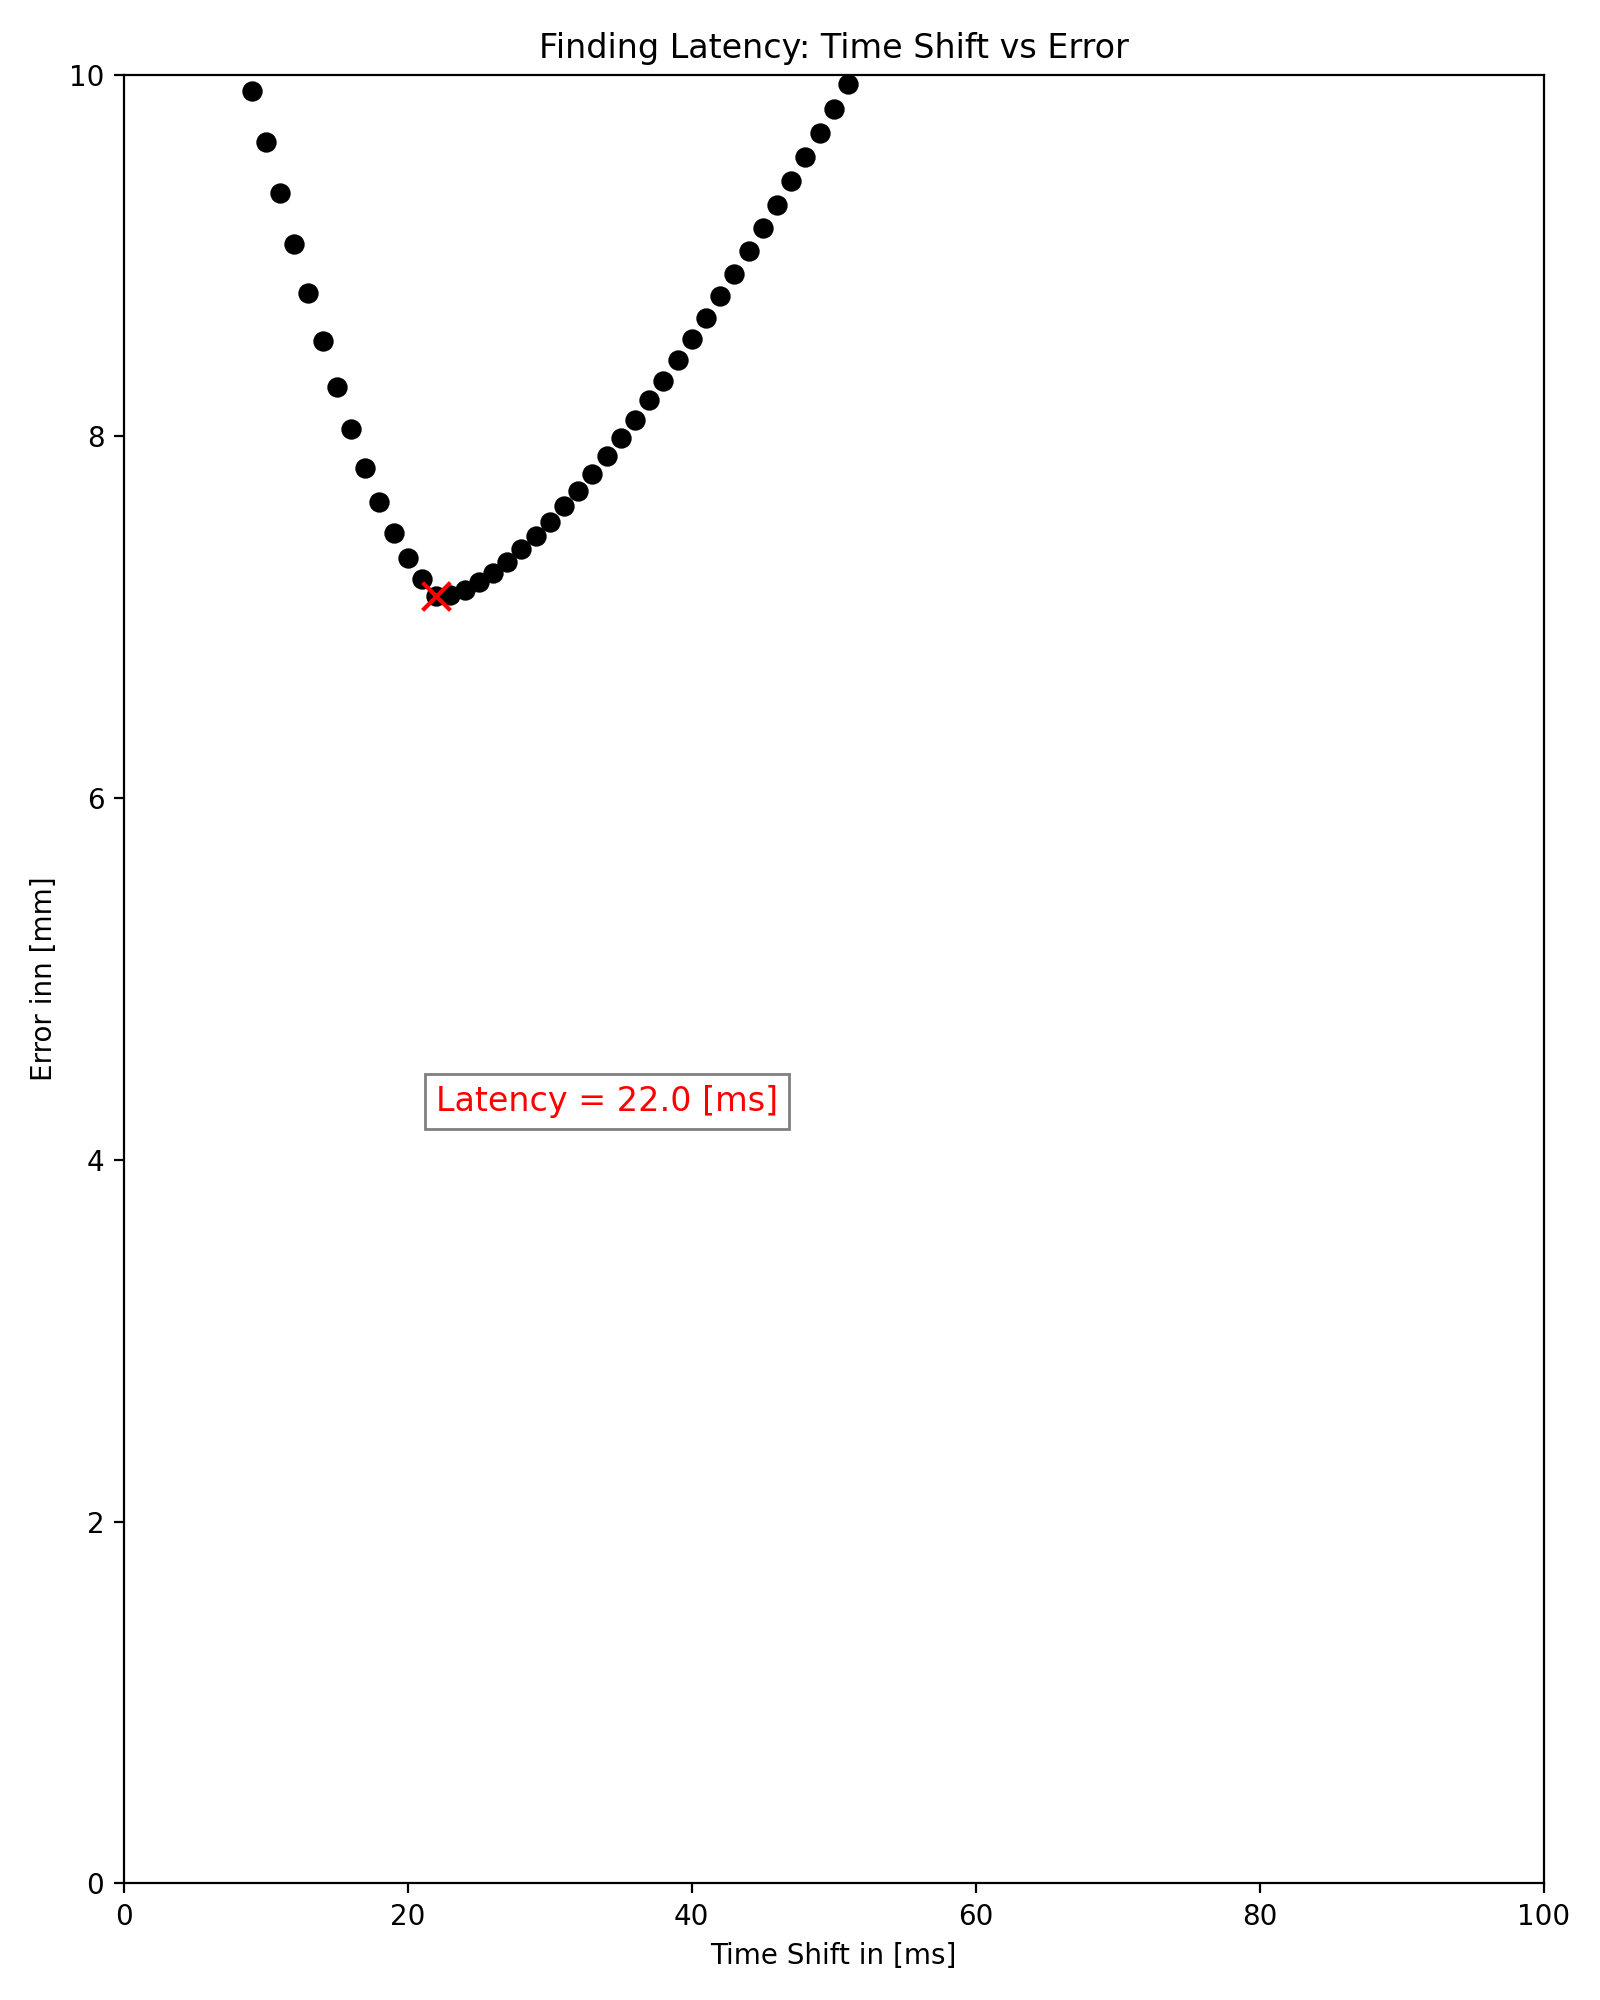 Finding Latency: Time Shift vs Error
10
8
6
4
2
0
Error inn [mm]
Latency = 22.0 [ms]
0 20 40 60 80 100
Time Shift in [ms]